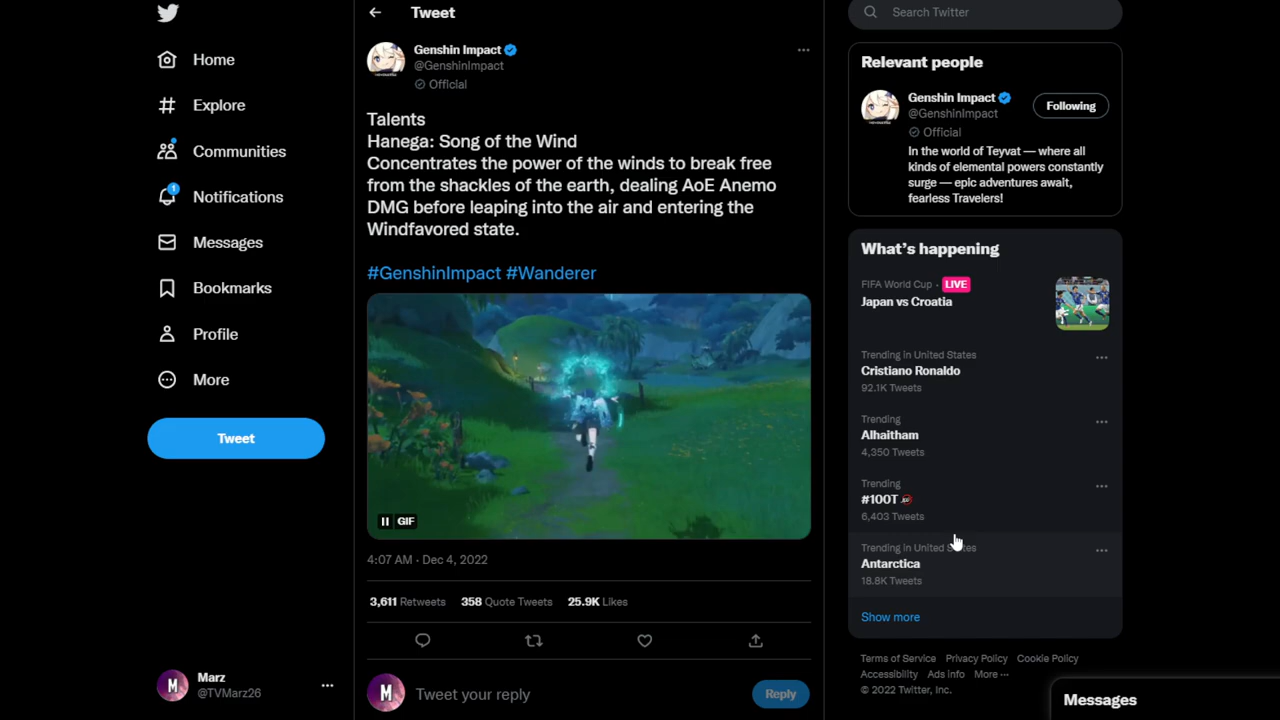 Home
Explore
Communities
1
Notifications
Messages
Bookmarks
Profile
More
Tweet
Marz
@TVMarz26
Tweet
Genshin Impact
@GenshinImpact
Official
Talents
Hanega: Song of the Wind
Concentrates the power of the winds to break free
from the shackles of the earth, dealing AoE Anemo
DMG before leaping into the air and entering the
Windfavored state.
#GenshinImpact #Wanderer
GIF
4:07 AM · Dec 4, 2022
3,611 Retweets 358 Quote Tweets 25.9K Likes
M
Tweet your reply
Reply
Search Twitter
Relevant people
Genshin Impact
@GenshinImpact
Following
Official
In the world of Teyvat — where all
kinds of elemental powers constantly
surge — epic adventures await,
fearless Travelers!
What's happening
FIFA World Cup · LIVE
Japan vs Croatia
Trending in United States
Cristiano Ronaldo
92.1K Tweets
Trending
Alhaitham
4,350 Tweets
Trending
#100T
6,403 Tweets
Trending in United States
Antarctica
18.8K Tweets
Show more
Terms of Service Privacy Policy Cookie Policy
Accessibility Ads info More ···
© 2022 Twitter, Inc.
Messages